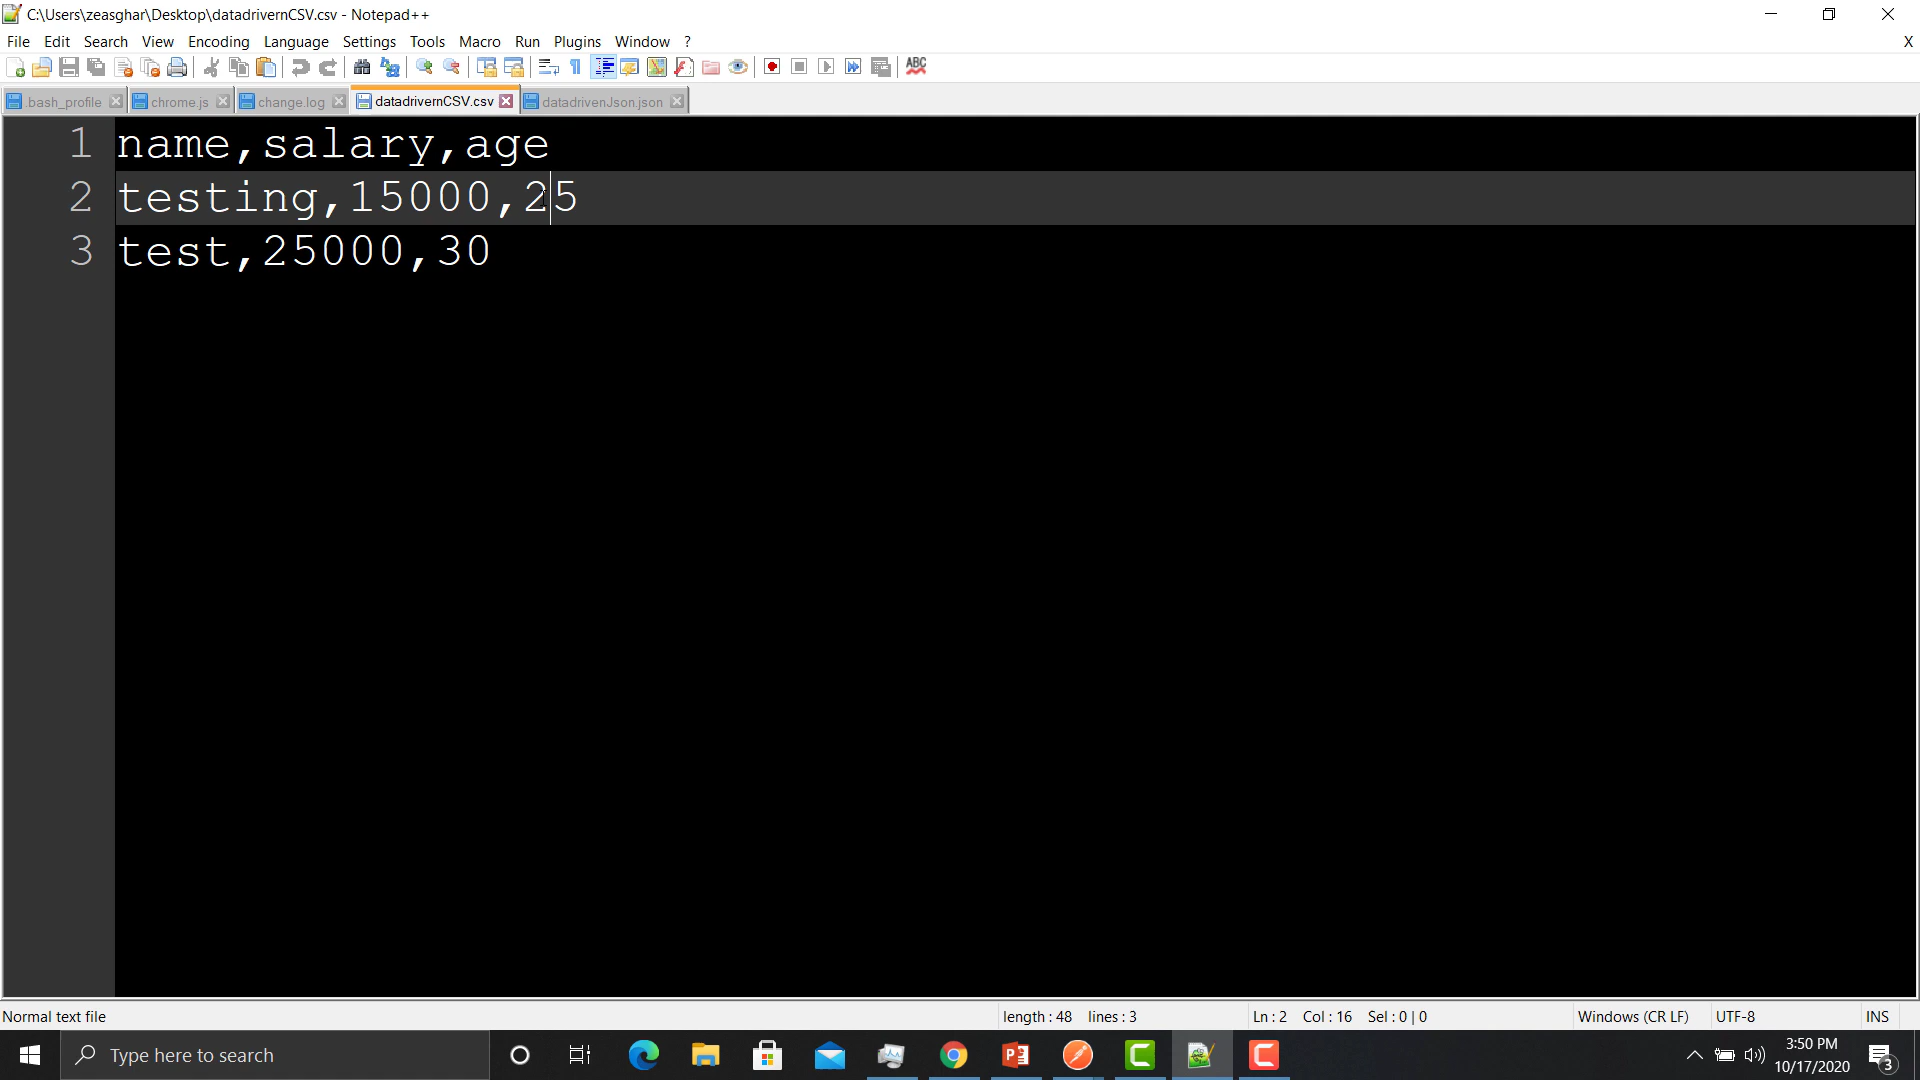 C:\Users\zeasghar\Desktop\datadrivernCSV.csv - Notepad++
File Edit Search View Encoding Language Settings Tools Macro Run Plugins Window ? X
ABC
.bash_profile chrome.js change.log datadrivernCSV.csv datadrivenJson.json
1 name,salary,age
2 testing,15000,25
3 test,25000,30
Normal text file length : 48 lines : 3 Ln : 2 Col : 16 Sel : 0 | 0 Windows (CR LF) UTF-8 INS
Type here to search
3:50 PM
10/17/2020
3